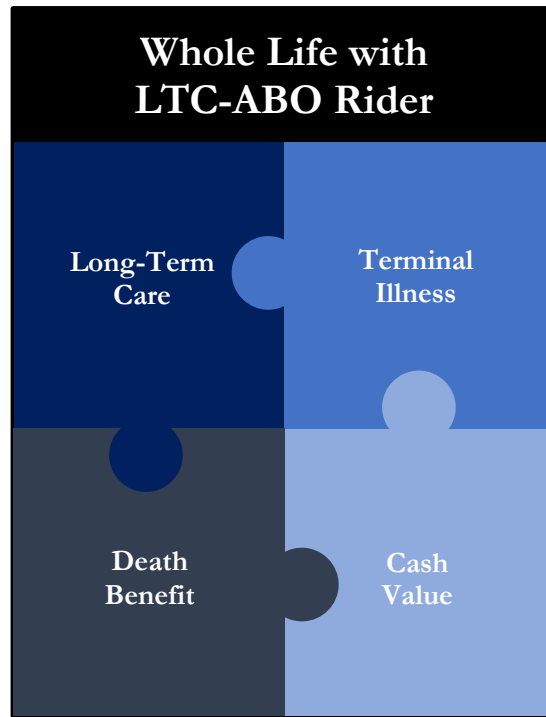 Whole Life with
LTC-ABO Rider
Long-Term
Care
Terminal
Illness
Death
Benefit
Cash
Value